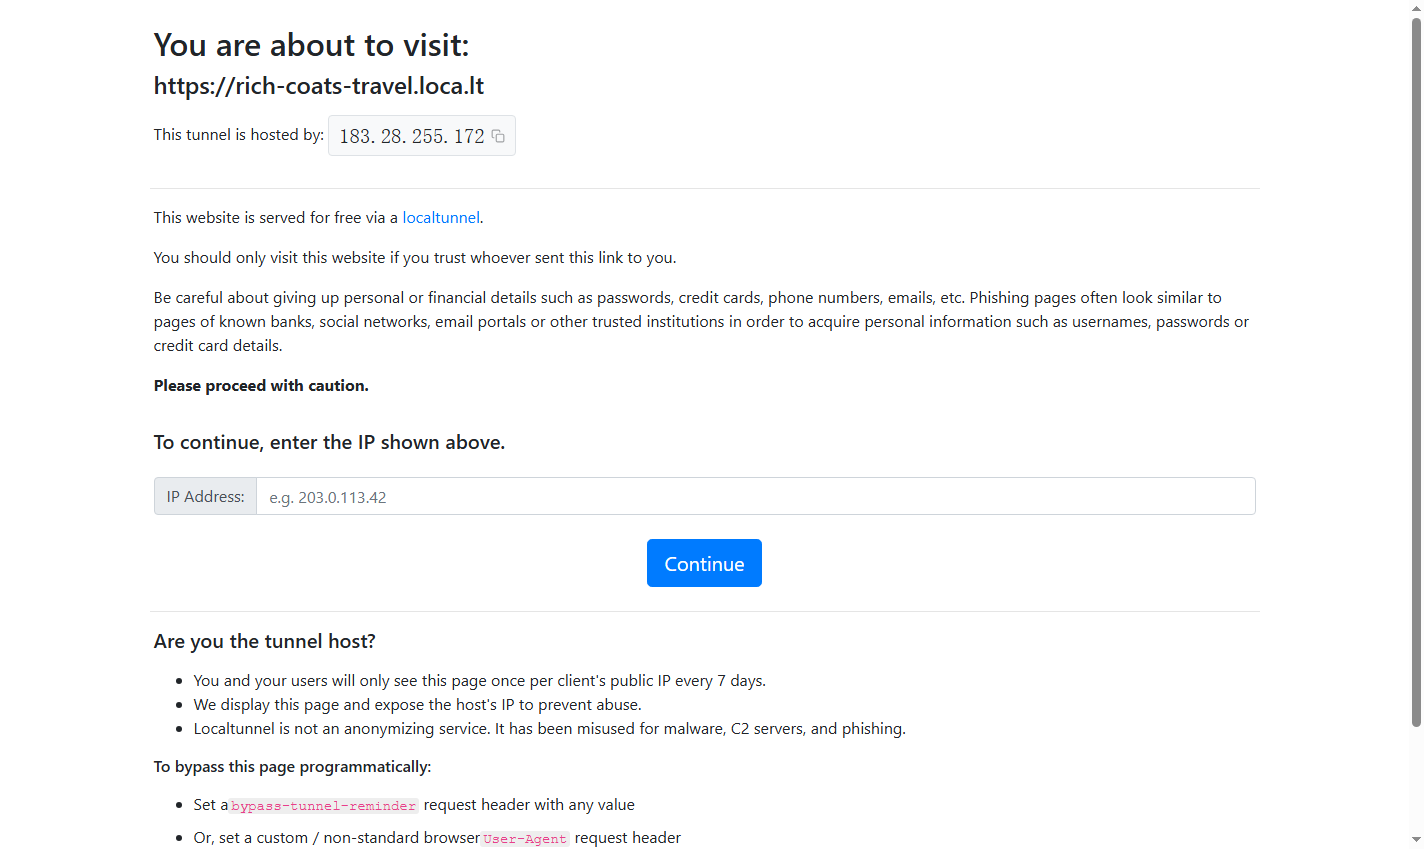 You are about to visit:
https://rich-coats-travel.loca.lt
This tunnel is hosted by: 183.28.255.172
This website is served for free via a localtunnel.
You should only visit this website if you trust whoever sent this link to you.
Be careful about giving up personal or financial details such as passwords, credit cards, phone numbers, emails, etc. Phishing pages often look similar to
pages of known banks, social networks, email portals or other trusted institutions in order to acquire personal information such as usernames, passwords or
credit card details.
Please proceed with caution.
To continue, enter the IP shown above.
IP Address: e.g. 203.0.113.42
Continue
Are you the tunnel host?
• You and your users will only see this page once per client's public IP every 7 days.
• We display this page and expose the host's IP to prevent abuse.
• Localtunnel is not an anonymizing service. It has been misused for malware, C2 servers, and phishing.
To bypass this page programmatically:
• Set a bypass-tunnel-reminder request header with any value
• Or, set a custom / non-standard browser User-Agent request header